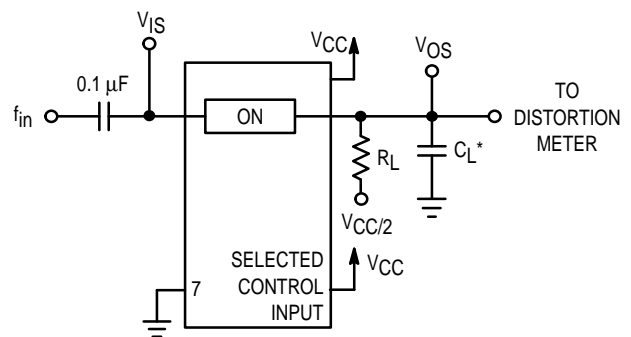 VIS
VCC
VOS
0.1 µF
fin
ON
TO
DISTORTION
METER
RL
CL*
VCC/2
SELECTED
CONTROL
INPUT
VCC
7